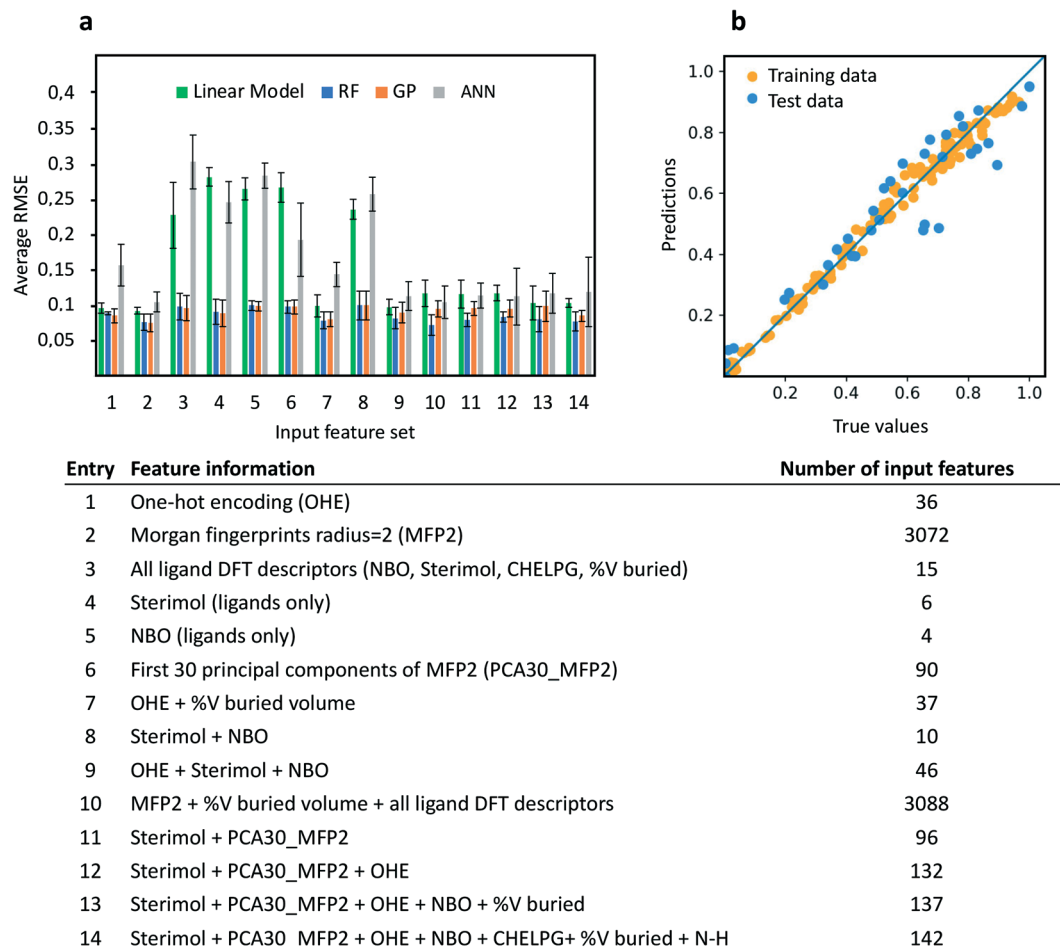 a
b
Linear Model RF GP ANN
0,4
0.35
0.3
0.25
0,2
0.15
0.1
0.05
Average RMSE
1 2 3 4 5 6 7 8 9 10 11 12 13 14
Input feature set
Training data
Test data
1.0
0.8
0.6
0.4
0.2
Predictions
0.2 0.4 0.6 0.8 1.0
True values
Entry Feature information Number of input features
1 One-hot encoding (OHE) 36
2 Morgan fingerprints radius=2 (MFP2) 3072
3 All ligand DFT descriptors (NBO, Sterimol, CHELPG, %V buried) 15
4 Sterimol (ligands only) 6
5 NBO (ligands only) 4
6 First 30 principal components of MFP2 (PCA30_MFP2) 90
7 OHE + %V buried volume 37
8 Sterimol + NBO 10
9 OHE + Sterimol + NBO 46
10 MFP2 + %V buried volume + all ligand DFT descriptors 3088
11 Sterimol + PCA30_MFP2 96
12 Sterimol + PCA30_MFP2 + OHE 132
13 Sterimol + PCA30_MFP2 + OHE + NBO + %V buried 137
14 Sterimol + PCA30 MFP2 + OHE + NBO + CHELPG+ %V buried + N-H 142